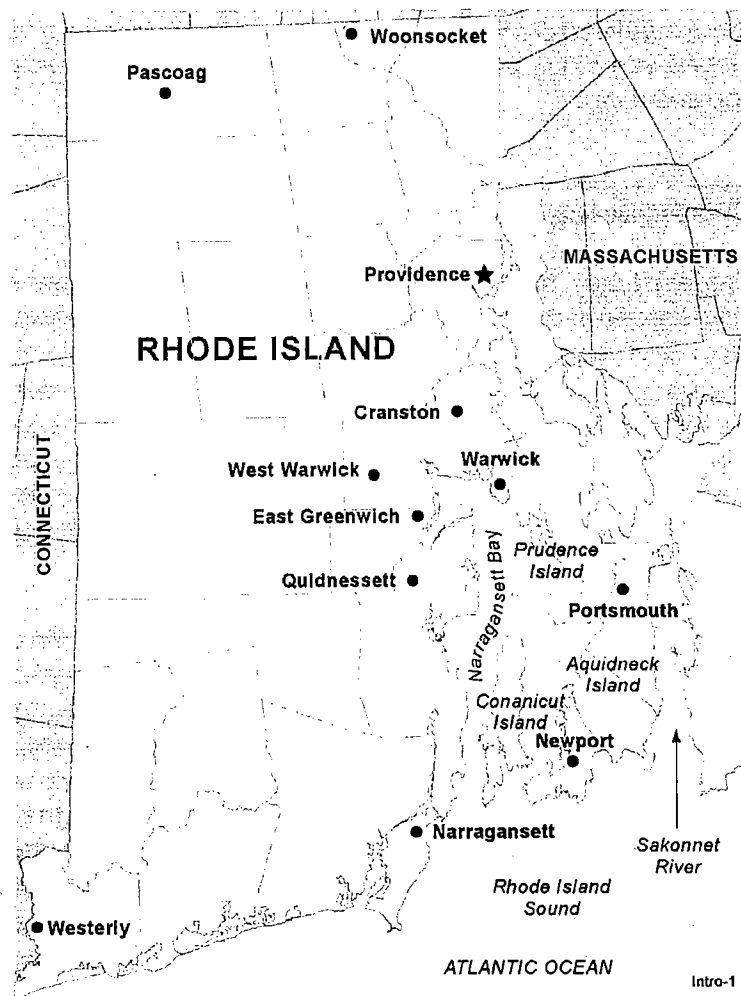 Woonsocket
Pascoag
Providence
MASSACHUSETTS
RHODE ISLAND
Cranston
CONNECTICUT
West Warwick
Warwick
East Greenwich
Narragansett Bay
Prudence
Island
Quidnessett
Portsmouth
Aquidneck
Island
Conanicut
Island
Newport
Narragansett
Sakonnet
River
Rhode Island
Sound
Westerly
ATLANTIC OCEAN
Intro-1